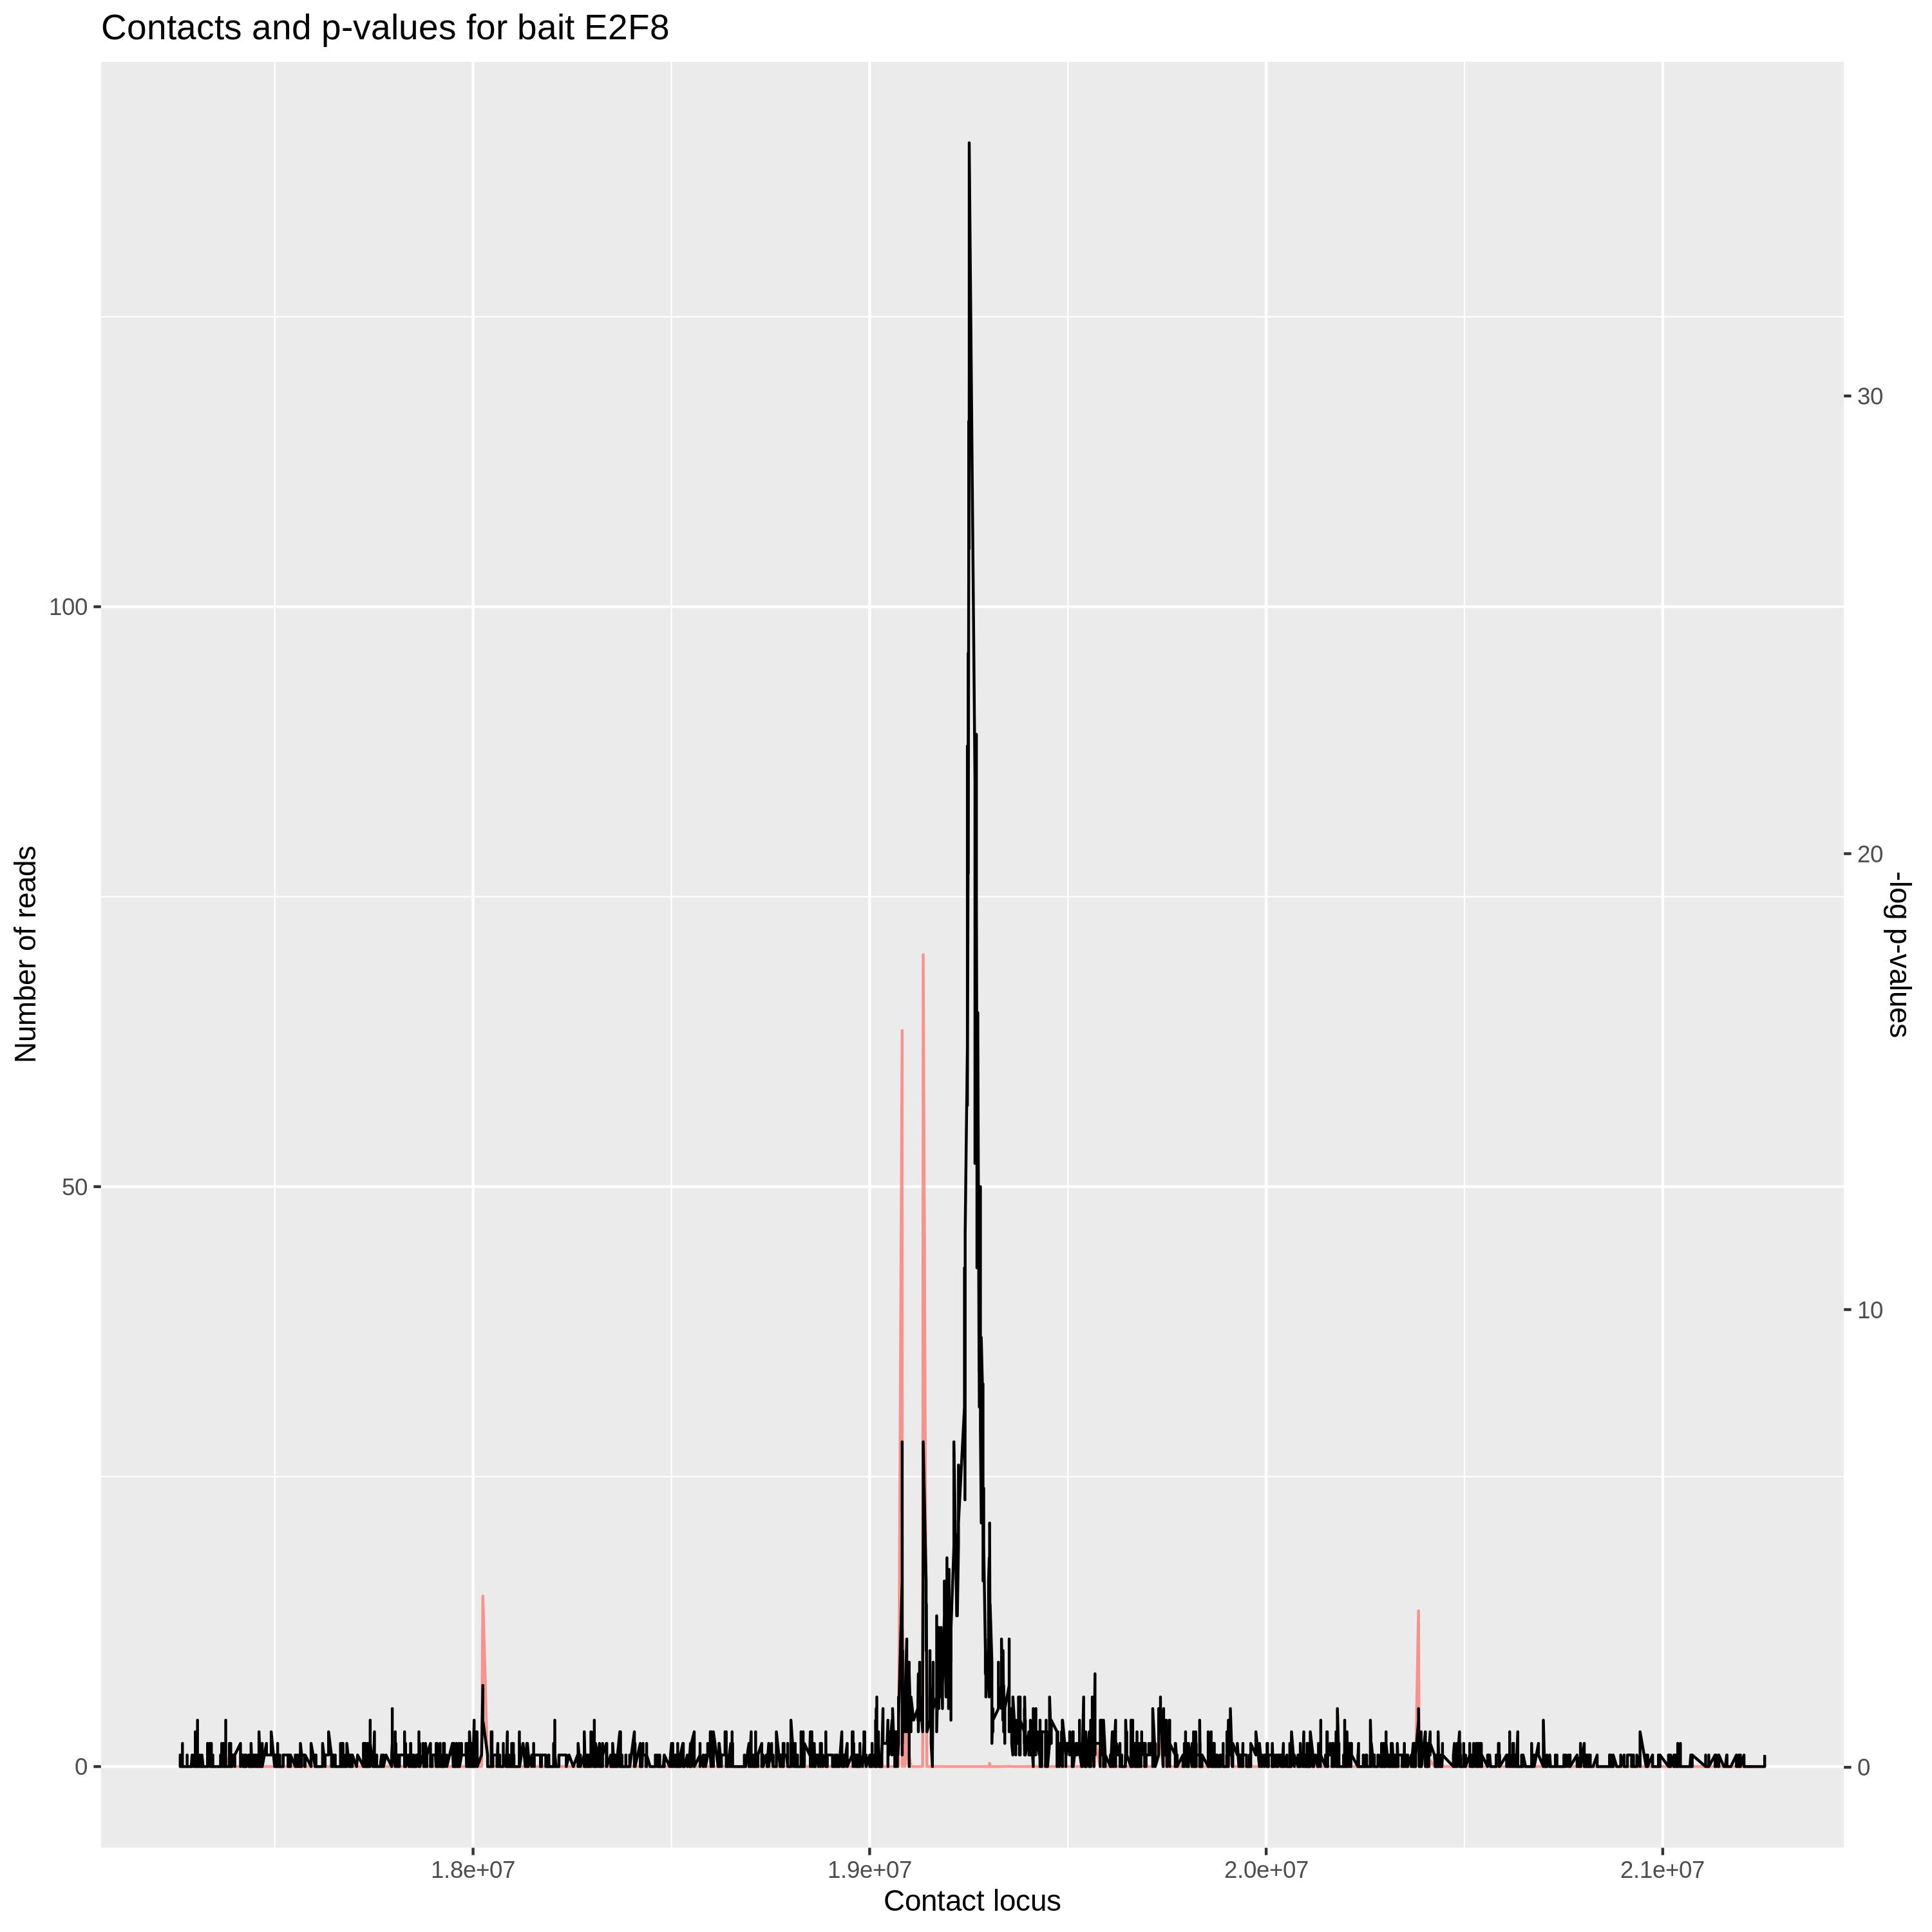 Contacts and p-values for bait E2F8
Number of reads
100
50
0
30
20
10
0
-log p-values
1.8e+07
1.9e+07
2.0e+07
2.1e+07
Contact locus